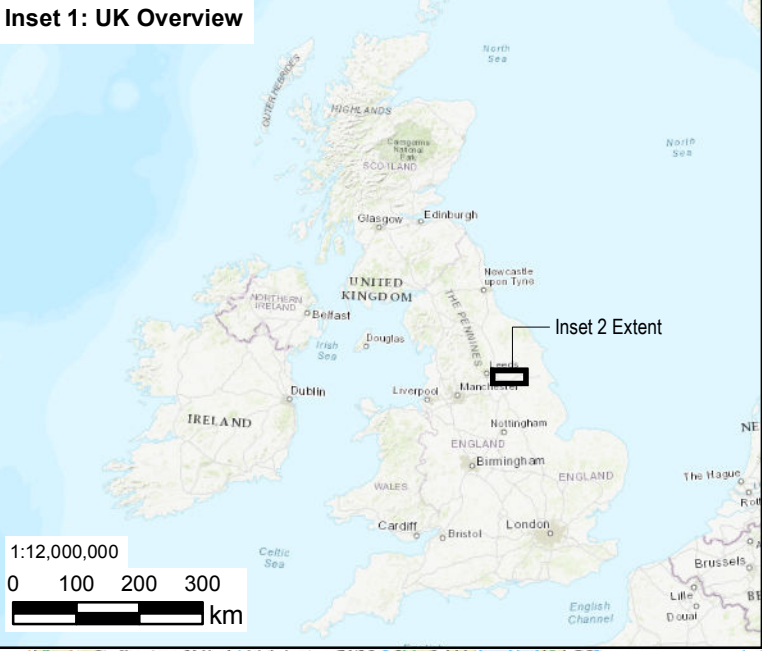 Inset 1: UK Overview
North
Sea
OUTER HEBRIDES
HIGHLANDS
North
Sea
Cairngorms
National
Park
SCOTLAND
Glasgow
Edinburgh
Newcastle
upon Tyne
UNITED
KINGDOM
NORTHERN
IRELAND
Belfast
THE PENNINES
Inset 2 Extent
Irish
Sea
Douglas
Leeds
Dublin
Liverpool
Manchester
IRELAND
Nottingham
NE
ENGLAND
Birmingham
ENGLAND
The Hague
WALES
Rot
Cardiff
Bristol
London
1:12,000,000
Celtic
Sea
Brussels
0 100 200 300
km
Lille
BE
English
Channel
Douai